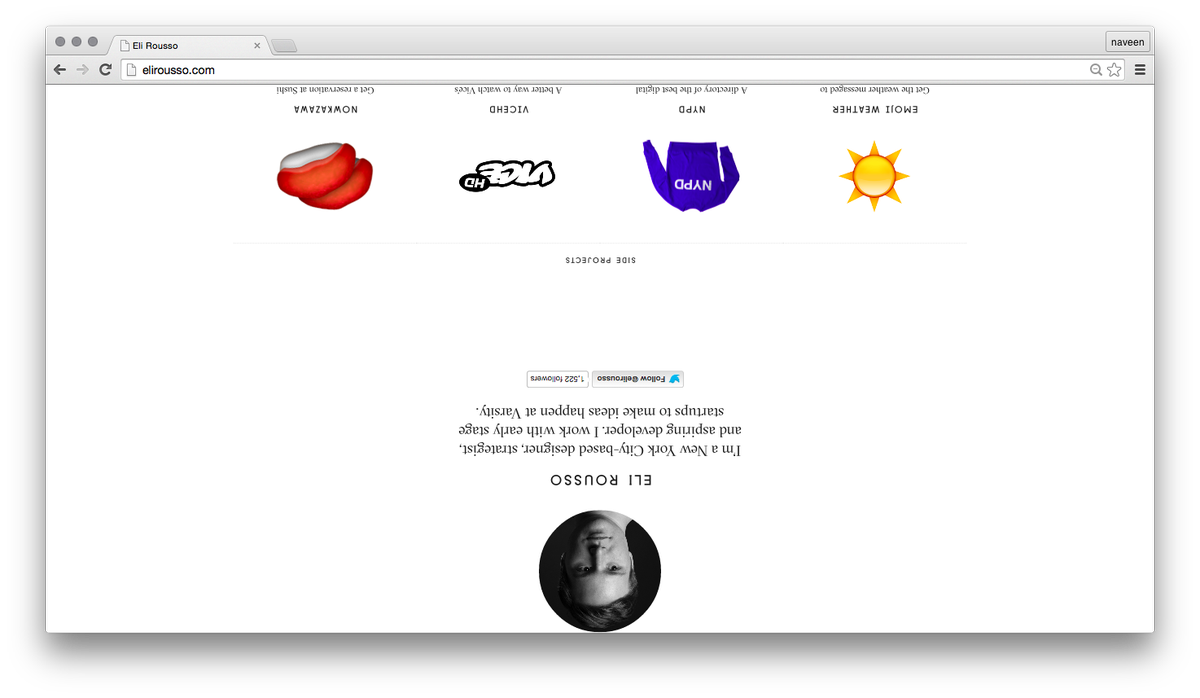 Eli Rousso
naveen
elirousso.com
ELI ROUSSO
I'm a New York City-based designer, strategist,
and aspiring developer. I work with early stage
startups to make ideas happen at Varsity.
Follow @elirousso 1,522 followers
SIDE PROJECTS
NYPD
VICE HD
EMOJI WEATHER
NYPD
VICEHD
NOWKAZAWA
Get the weather messaged to
A directory of the best digital
A better way to watch Vice's
Get a reservation at Sushi